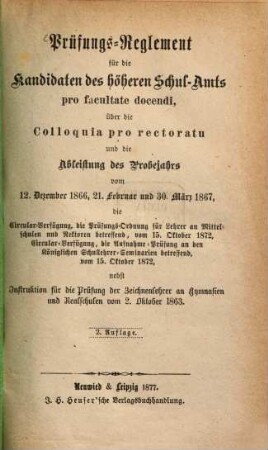 Prüfungs-Reglement
für die
Kandidaten des höheren Schul-Amts
pro facultate docendi,
über die
Colloquia pro rectoratu
und die
Ableistung des Probejahrs
vom
12. Dezember 1866, 21. Februar und 30. März 1867,
die
Circular-Verfügung, die Prüfungs-Ordnung für Lehrer an Mittel-
schulen und Rektoren betreffend, vom 15. Oktober 1872,
Circular-Verfügung, die Aufnahme-Prüfung an den
Königlichen Schullehrer-Seminarien betreffend,
vom 15. Oktober 1872,
nebst
Instruktion für die Prüfung der Zeichnenlehrer an Gymnasien
und Realschulen vom 2. Oktober 1863.
2. Auflage.
Neuwied & Leipzig 1877.
J. H. Heuser'sche Verlagsbuchhandlung.